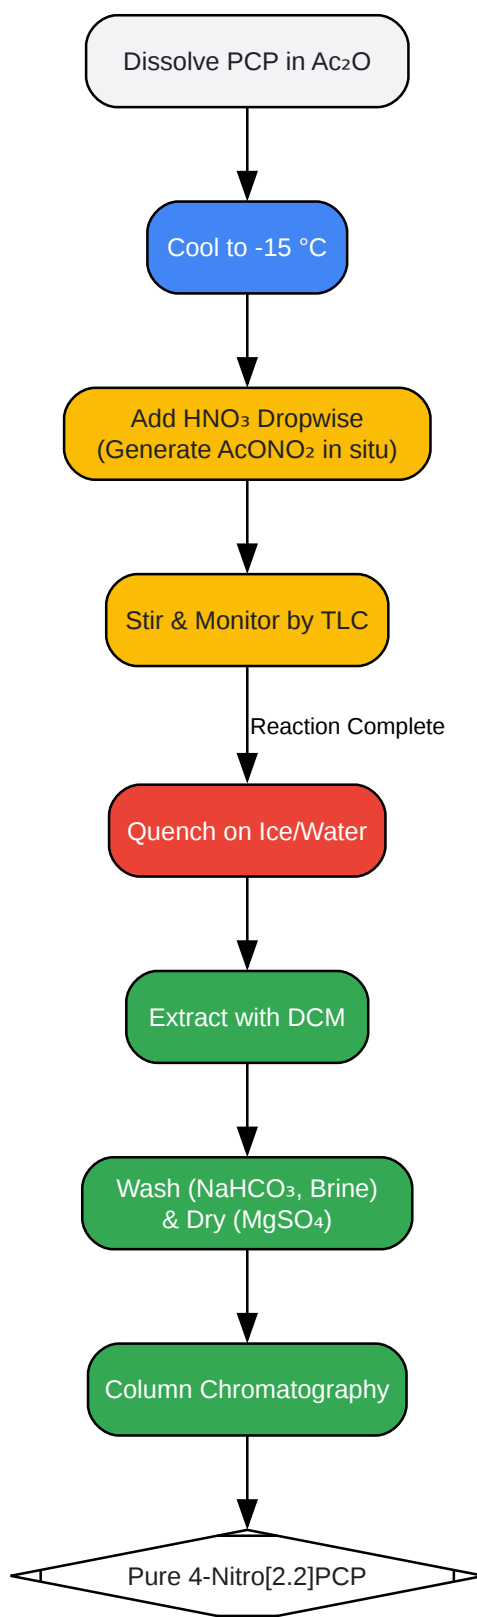 Dissolve PCP in Ac₂O
Cool to -15 °C
Add HNO₃ Dropwise
(Generate AcONO₂ in situ)
Stir & Monitor by TLC
Reaction Complete
Quench on Ice/Water
Extract with DCM
Wash (NaHCO₃, Brine)
& Dry (MgSO₄)
Column Chromatography
Pure 4-Nitro[2.2]PCP